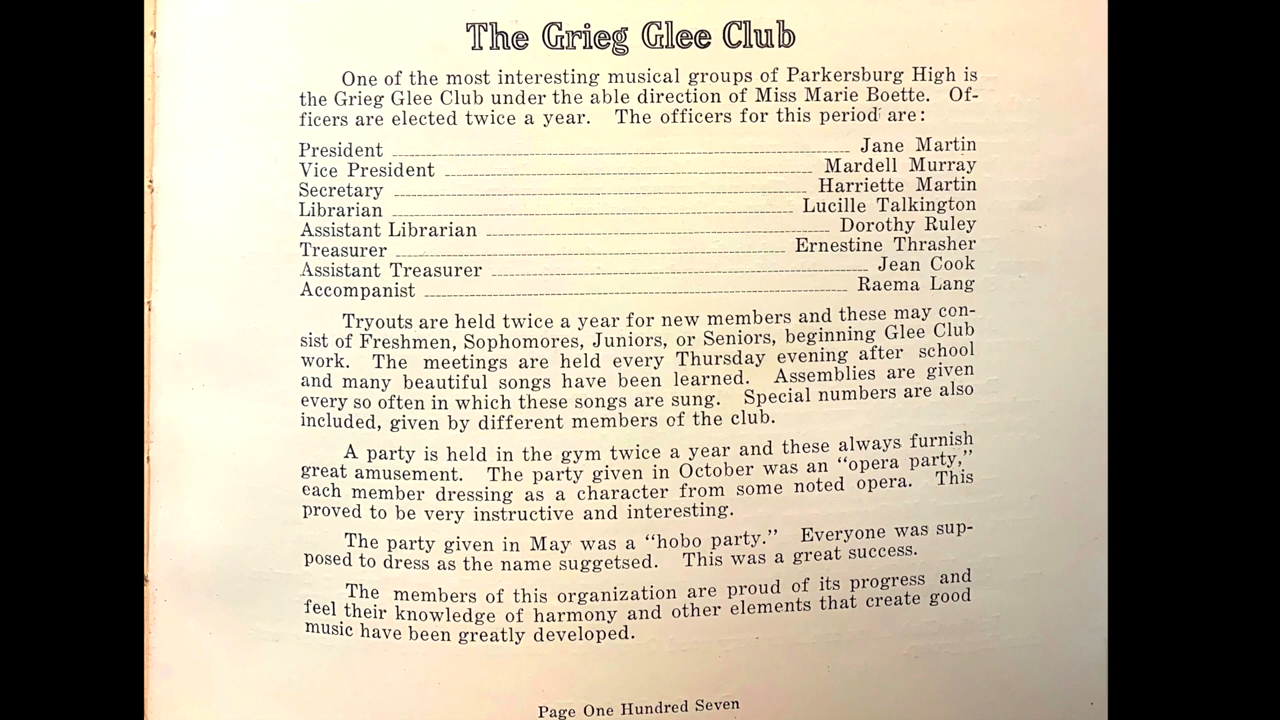 The Grieg Glee Club
One of the most interesting musical groups of Parkersburg High is
the Grieg Glee Club under the able direction of Miss Marie Boette. Of-
ficers are elected twice a year. The officers for this period are:
President Jane Martin
Vice President Mardell Murray
Secretary Harriette Martin
Librarian Lucille Talkington
Assistant Librarian Dorothy Ruley
Treasurer Ernestine Thrasher
Assistant Treasurer Jean Cook
Accompanist Raema Lang
Tryouts are held twice a year for new members and these may con-
sist of Freshmen, Sophomores, Juniors, or Seniors, beginning Glee Club
work. The meetings are held every Thursday evening after school
and many beautiful songs have been learned. Assemblies are given
every so often in which these songs are sung. Special numbers are also
included, given by different members of the club.
A party is held in the gym twice a year and these always furnish
great amusement. The party given in October was an “opera party,”
each member dressing as a character from some noted opera. This
proved to be very instructive and interesting.
The party given in May was a “hobo party.” Everyone was sup-
posed to dress as the name suggetsed. This was a great success.
The members of this organization are proud of its progress and
feel their knowledge of harmony and other elements that create good
music have been greatly developed.
Page One Hundred Seven